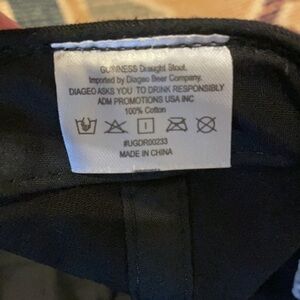 GUINNESS Draught Stout.
Imported by Diageo Beer Company.
DIAGEO ASKS YOU TO DRINK RESPONSIBLY
ADM PROMOTIONS USA INC
100% Cotton
#UGDR00233
MADE IN CHINA